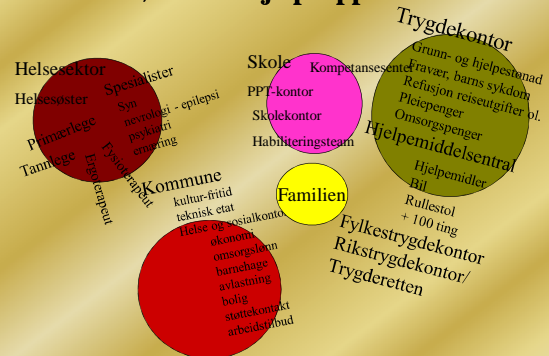 Helsesektor
Helsesøster
Primærlege
Tannlege
Ergoterapeut
Fysioterapeut
Spesialister
Syn
nevrologi - epilepsi
psykiatri
ernæring
Skole
Kompetansesenter
PPT-kontor
Skolekontor
Habiliteringsteam
Trygdekontor
Grunn- og hjelpestønad
Fravær, barns sykdom
Refusjon reiseutgifter ol.
Pleiepenger
Omsorgspenger
Hjelpemiddelsentral
Hjelpemidler
Bil
Rullestol
+ 100 ting
Fylkestrygdekontor
Rikstrygdekontor/
Trygderetten
Familien
Kommune
kultur-fritid
teknisk etat
Helse og sosialkontor
økonomi
omsorgslønn
barnebage
avlastning
bolig
støttekontakt
arbeidstilbud